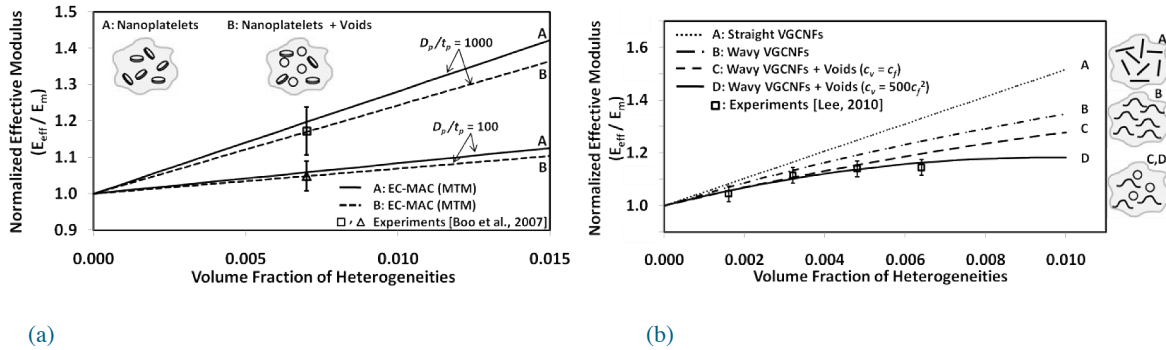 A: Nanoplatelets
B: Nanoplatelets + Voids
1.5
1.4
1.3
1.2
1.1
1.0
0.9
Normalized Effective Modulus
(E_eff / E_m)
D_p/t_p = 1000
A
B
D_p/t_p = 100
A
B
A: EC-MAC (MTM)
B: EC-MAC (MTM)
, Experiments [Boo et al., 2007]
0.000
0.005
0.010
0.015
Volume Fraction of Heterogeneities
(a)
1.6
1.4
1.2
1.0
Normalized Effective Modulus
(E_eff / E_m)
A: Straight VGCNFs
B: Wavy VGCNFs
C: Wavy VGCNFs + Voids (c_v = c_f)
D: Wavy VGCNFs + Voids (c_v = 500c_f²)
: Experiments [Lee, 2010]
A
B
C
D
A
B
C,D
0.000
0.002
0.004
0.006
0.008
0.010
Volume Fraction of Heterogeneities
(b)